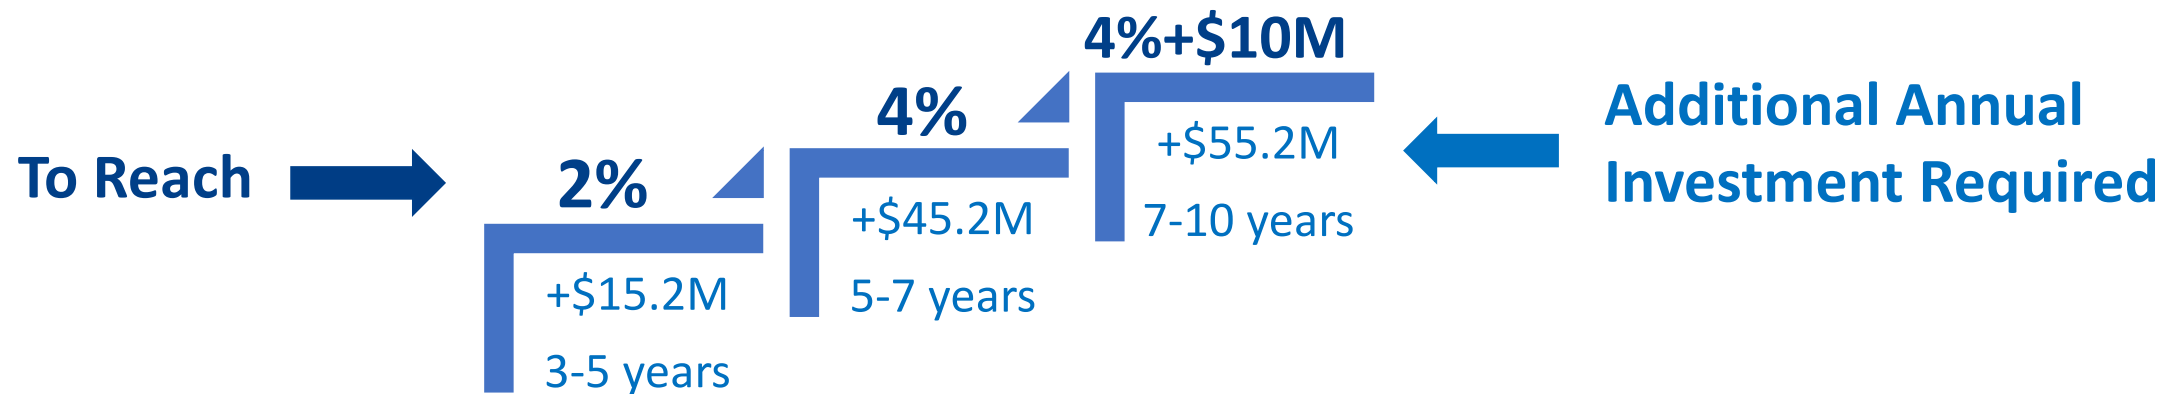 To Reach
2%
+$15.2M
3-5 years
4%
+$45.2M
5-7 years
4%+$10M
+$55.2M
7-10 years
Additional Annual
Investment Required